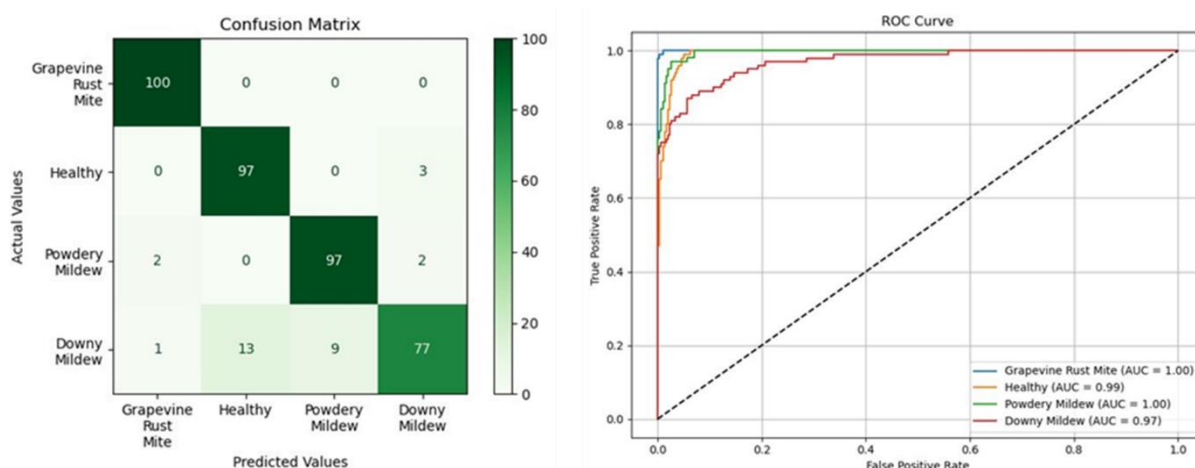 Confusion Matrix
Actual Values
Grapevine
Rust
Mite
Healthy
Powdery
Mildew
Downy
Mildew
100 0 0 0
0 97 0 3
2 0 97 2
1 13 9 77
Grapevine
Rust
Mite
Healthy
Powdery
Mildew
Downy
Mildew
Predicted Values
100
80
60
40
20
0
ROC Curve
True Positive Rate
1.0
0.8
0.6
0.4
0.2
0.0
Grapevine Rust Mite (AUC = 1.00)
Healthy (AUC = 0.99)
Powdery Mildew (AUC = 1.00)
Downy Mildew (AUC = 0.97)
0.0 0.2 0.4 0.6 0.8 1.0
False Positive Rate